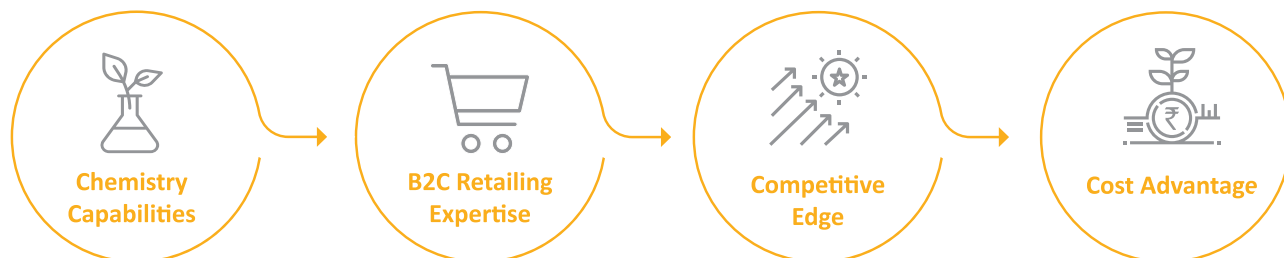 ₹
Chemistry
Capabilities
B2C Retailing
Expertise
Competitive
Edge
Cost Advantage